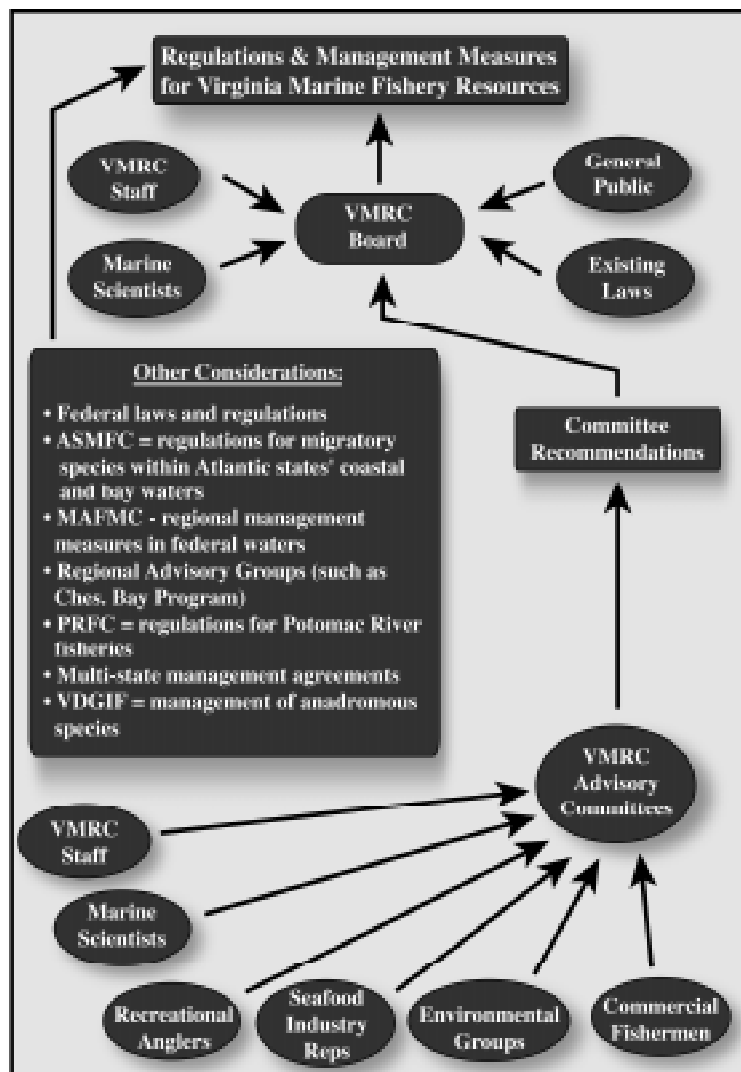 Regulations & Management Measures
for Virginia Marine Fishery Resources
VMRC
Staff
General
Public
VMRC
Board
Marine
Scientists
Existing
Laws
Other Considerations:
• Federal laws and regulations
• ASMFC = regulations for migratory
species within Atlantic states' coastal
and bay waters
• MAFMC - regional management
measures in federal waters
• Regional Advisory Groups (such as
Ches. Bay Program)
• PRFC = regulations for Potomac River
fisheries
• Multi-state management agreements
• VDGIF = management of anadromous
species
Committee
Recommendations
VMRC
Advisory
Committees
VMRC
Staff
Marine
Scientists
Recreational
Anglers
Seafood
Industry
Reps
Environmental
Groups
Commercial
Fishermen